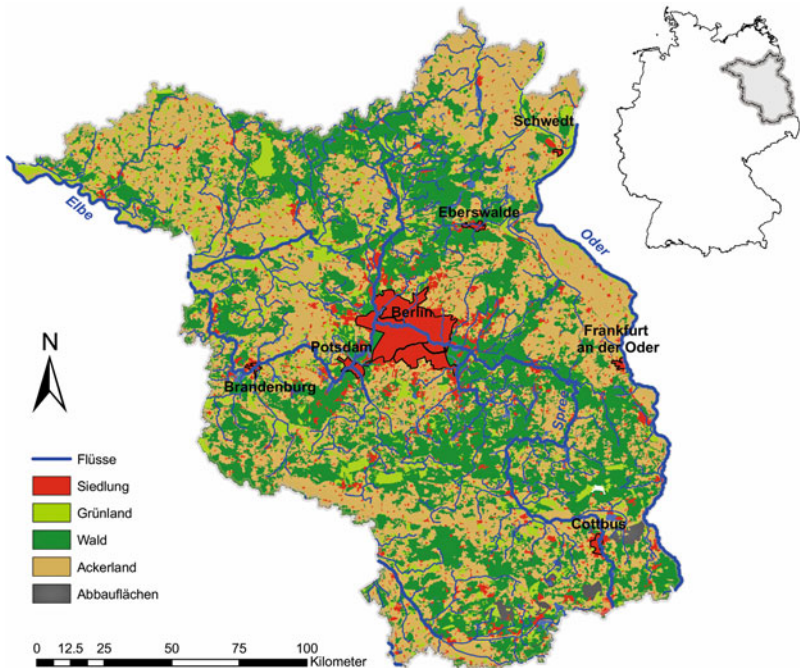 Schwedt
Elbe
Eberswalde
Oder
Havel
Berlin
N
Potsdam
Frankfurt
an der Oder
Brandenburg
Spree
Flüsse
Siedlung
Grünland
Wald
Cottbus
Ackerland
Abbauflächen
0 12.5 25 50 75 100
Kilometer